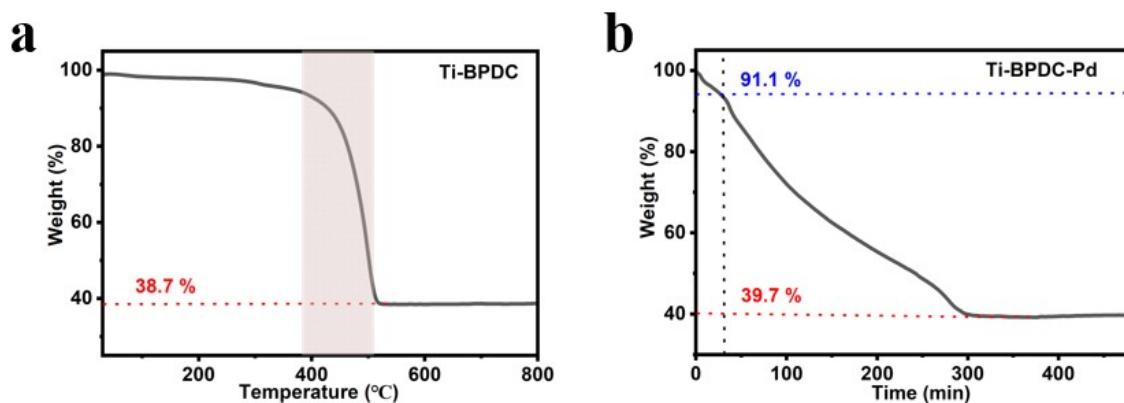 a
Ti-BPDC
100
80
60
40
38.7 %
Weight (%)
200
400
600
800
Temperature (℃)
b
Ti-BPDC-Pd
100
91.1 %
80
60
39.7 %
40
Weight (%)
0
100
200
300
400
Time (min)